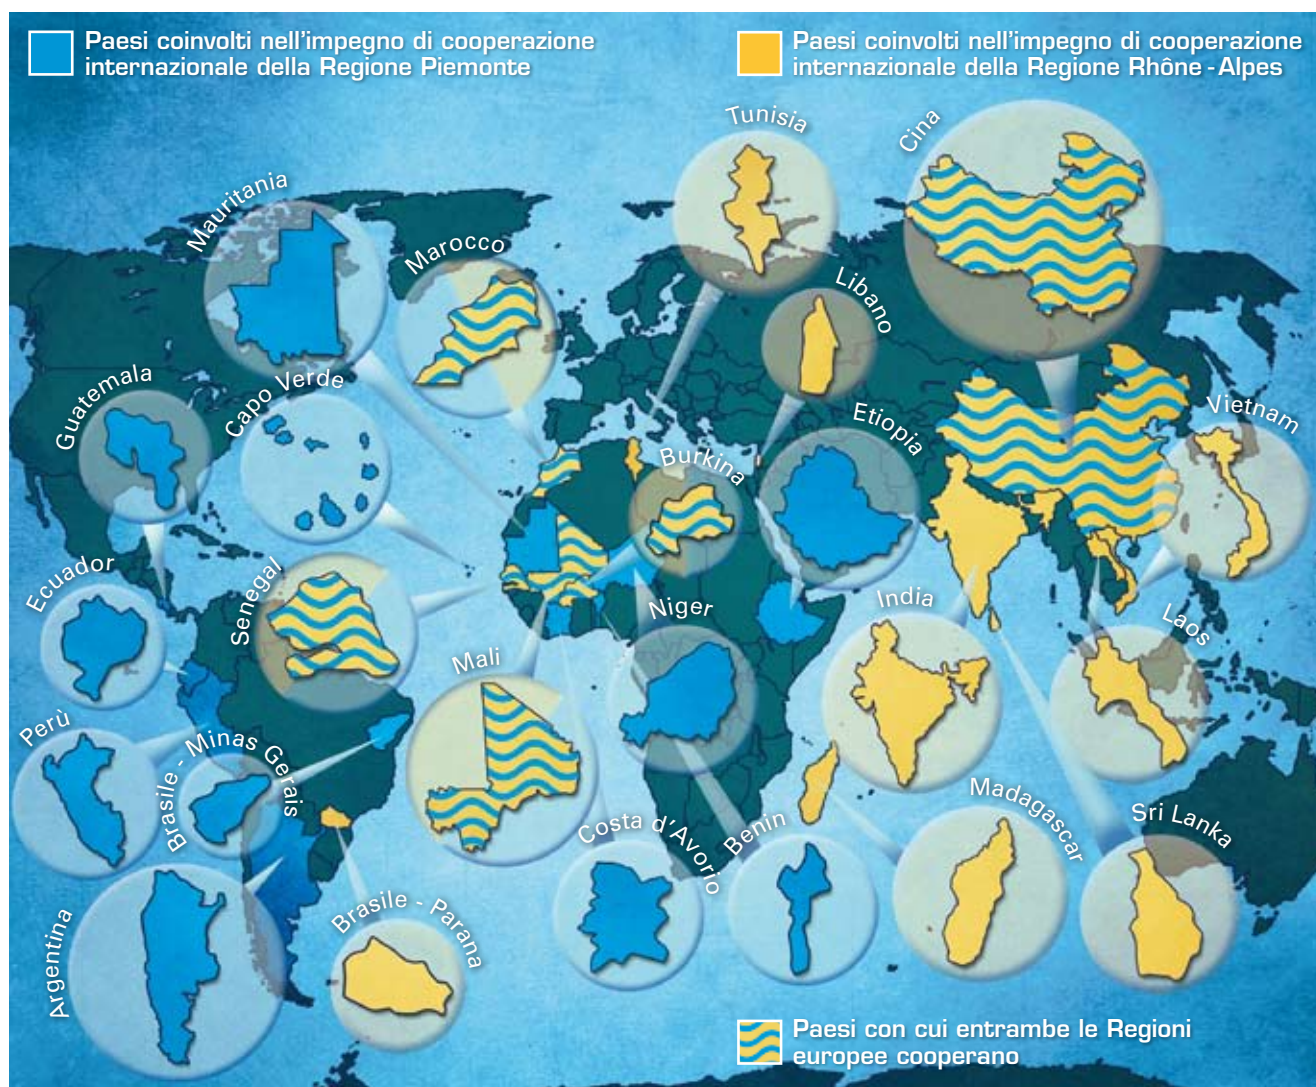 Paesi coinvolti nell'impegno di cooperazione
internazionale della Regione Piemonte
Paesi coinvolti nell'impegno di cooperazione
internazionale della Regione Rhône-Alpes
Tunisia
Cina
Mauritania
Marocco
Libano
Guatemala
Capo Verde
Etiopia
Vietnam
Burkina
Ecuador
Senegal
Niger
India
Laos
Mali
Perù
Brasile - Minas Gerais
Costa d'Avorio
Benin
Madagascar
Sri Lanka
Argentina
Brasile - Parana
Paesi con cui entrambe le Regioni
europee cooperano